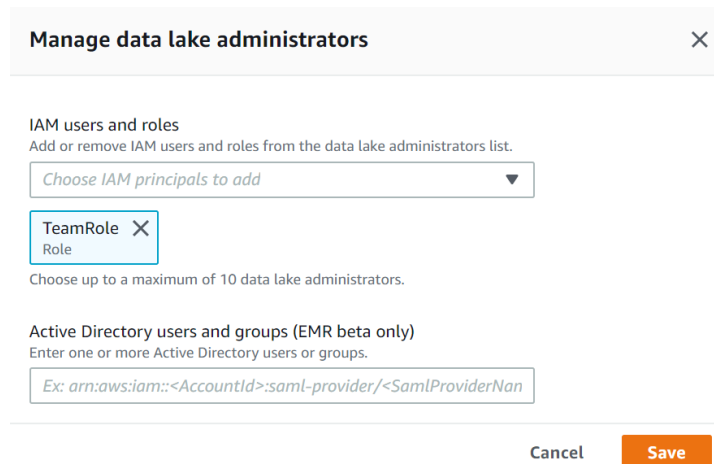 Manage data lake administrators
IAM users and roles
Add or remove IAM users and roles from the data lake administrators list.
Choose IAM principals to add
TeamRole
Role
Choose up to a maximum of 10 data lake administrators.
Active Directory users and groups (EMR beta only)
Enter one or more Active Directory users or groups.
Ex: arn:aws:iam::<AccountId>:saml-provider/<SamlProviderNan
Cancel Save